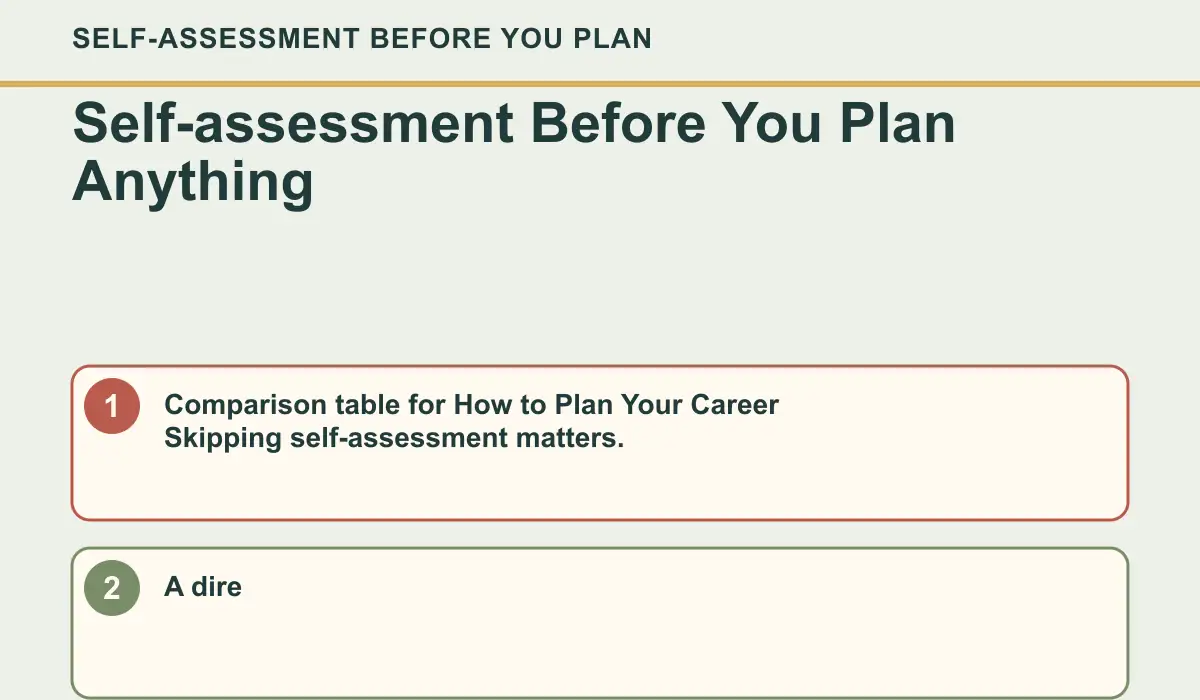 SELF-ASSESSMENT BEFORE YOU PLAN
Self-assessment Before You Plan
Anything
1
Comparison table for How to Plan Your Career
Skipping self-assessment matters.
2
A dire